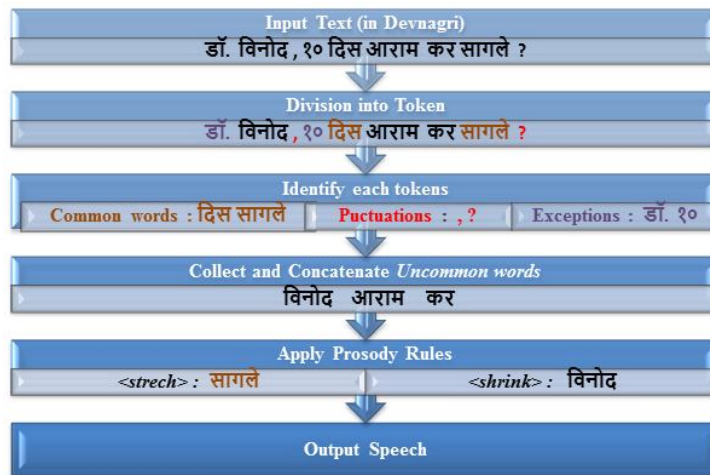 Input Text (in Devnagri)
डॉ. विनोद , १० दिस आराम कर सागले ?
Division into Token
डॉ. विनोद , १० दिस आराम कर सागले ?
Identify each tokens
Common words : दिस सागले Puctuations : , ? Exceptions : डॉ. १०
Collect and Concatenate Uncommon words
विनोद आराम कर
Apply Prosody Rules
<strech> : सागले <shrink> : विनोद
Output Speech